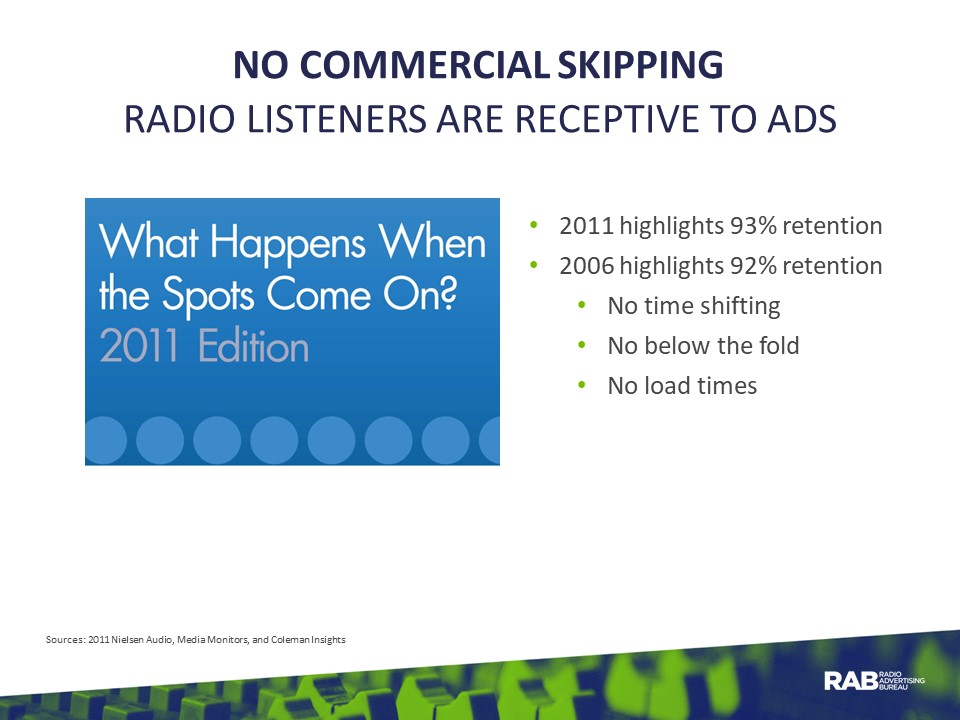 NO COMMERCIAL SKIPPING
RADIO LISTENERS ARE RECEPTIVE TO ADS
What Happens When
the Spots Come On?
2011 Edition
• 2011 highlights 93% retention
• 2006 highlights 92% retention
• No time shifting
• No below the fold
• No load times
Sources: 2011 Nielsen Audio, Media Monitors, and Coleman Insights
RAB RADIO
ADVERTISING
BUREAU